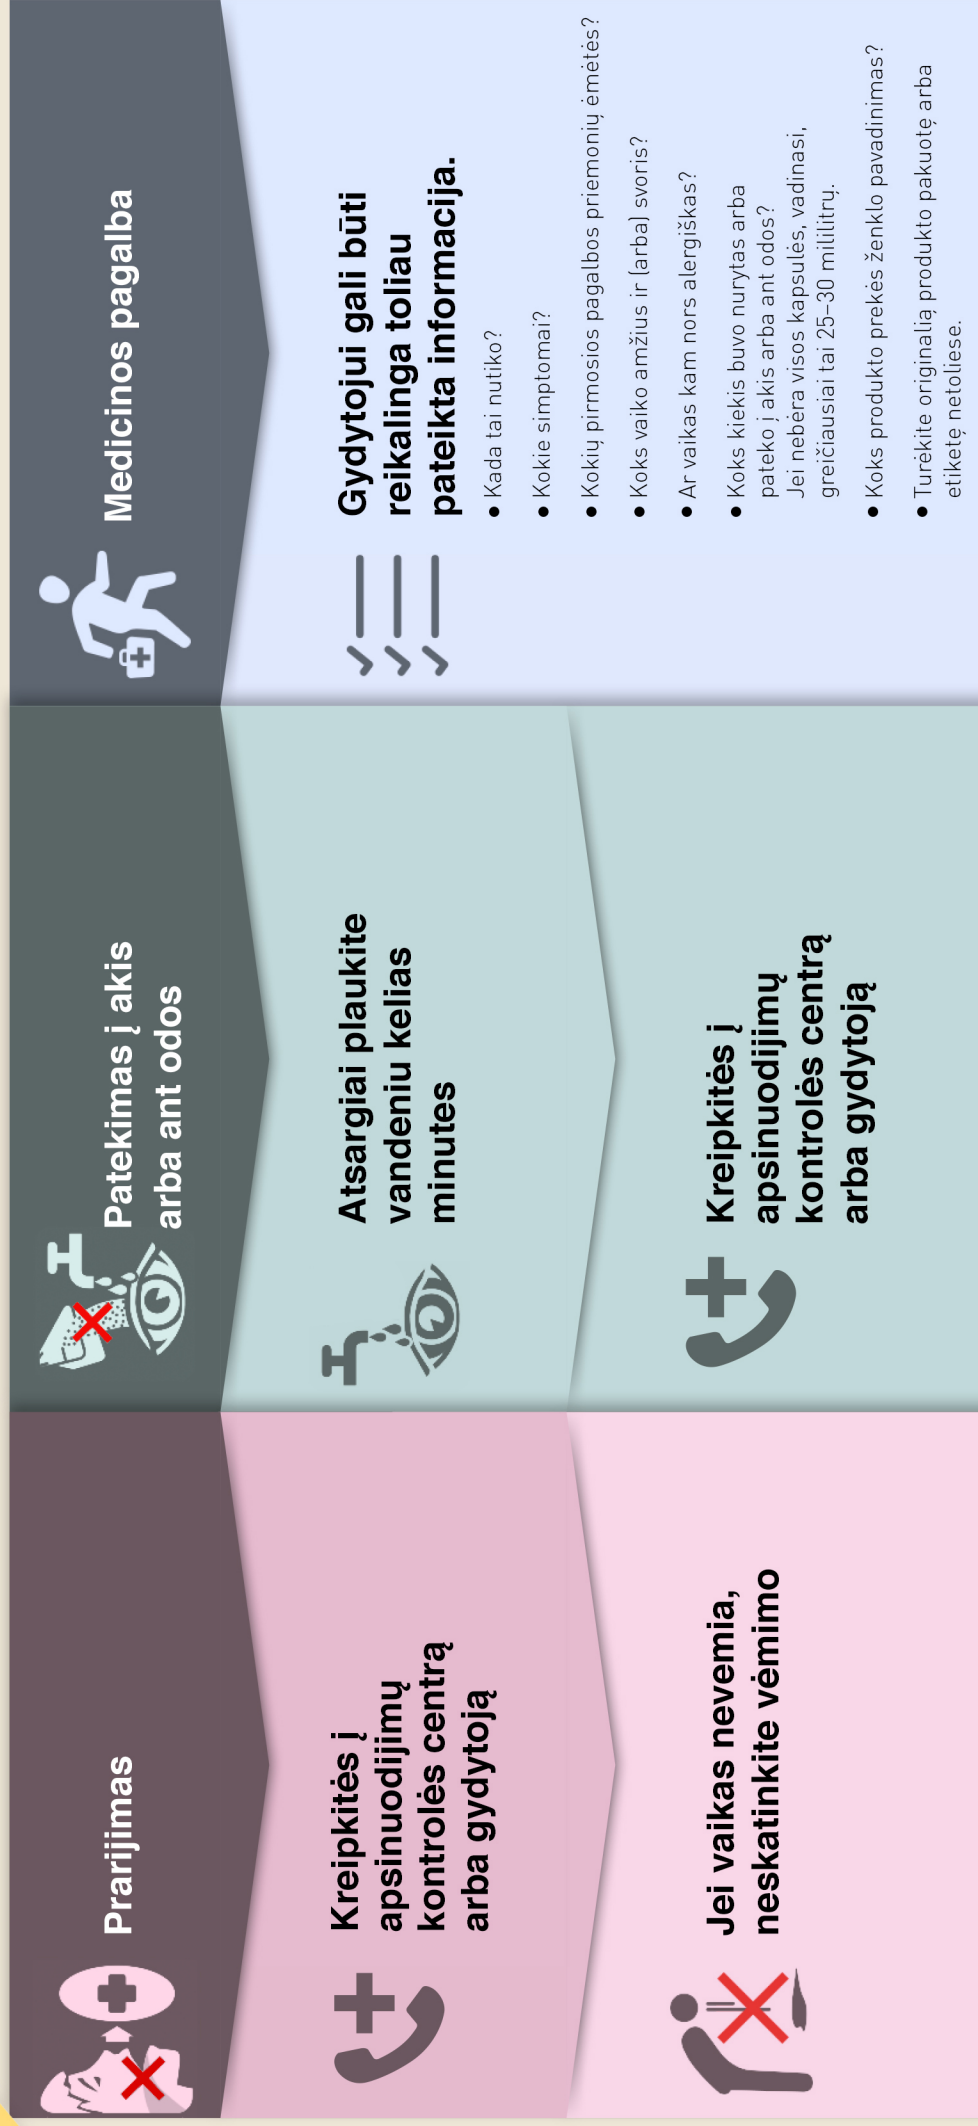 Prarijimas
Kreipkitės į
apsinuodijimų
kontrolės centrą
arba gydytoją
Jei vaikas nevemia,
neskatinkite vėmimo
Patekimas į akis
arba ant odos
Atsargiai plaukite
vandeniu kelias
minutes
Kreipkitės į
apsinuodijimų
kontrolės centrą
arba gydytoją
Medicinos pagalba
Gydytojui gali būti
reikalinga toliau
pateikta informacija.
• Kada tai nutiko?
• Kokie simptomai?
• Kokių pirmosios pagalbos priemonių ėmėtės?
• Koks vaiko amžius ir (arba) svoris?
• Ar vaikas kam nors alergiškas?
• Koks kiekis buvo nurytas arba
pateko į akis arba ant odos?
Jei nebėra visos kapsulės, vadinasi,
greičiausiai tai 25–30 mililitrų.
• Koks produkto prekės ženklo pavadinimas?
• Turėkite originalią produkto pakuotę arba
etiketę netoliese.